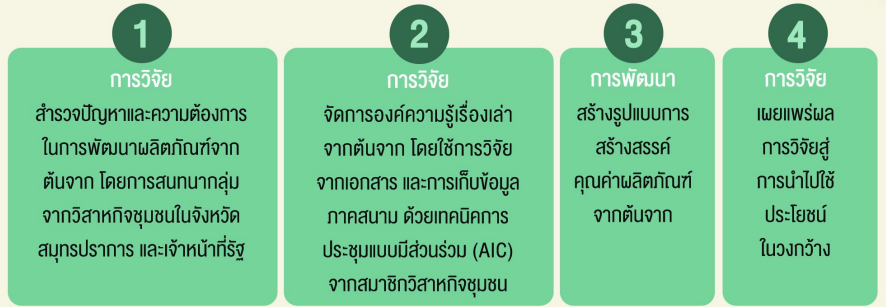 1
การวิจัย
สำรวจปัญหาและความต้องการ
ในการพัฒนาผลิตภัณฑ์จาก
ต้นจาก โดยการสนทนากลุ่ม
จากวิสาหกิจชุมชนในจังหวัด
สมุทรปราการ และเจ้าหน้าที่รัฐ
2
การวิจัย
จัดการองค์ความรู้เรื่องเล่า
จากต้นจาก โดยใช้การวิจัย
จากเอกสาร และการเก็บข้อมูล
ภาคสนาม ด้วยเทคนิคการ
ประชุมแบบมีส่วนร่วม (AIC)
จากสมาชิกวิสาหกิจชุมชน
3
การพัฒนา
สร้างรูปแบบการ
สร้างสรรค์
คุณค่าผลิตภัณฑ์
จากต้นจาก
4
การวิจัย
เผยแพร่ผล
การวิจัยสู่
การนำไปใช้
ประโยชน์
ในวงกว้าง